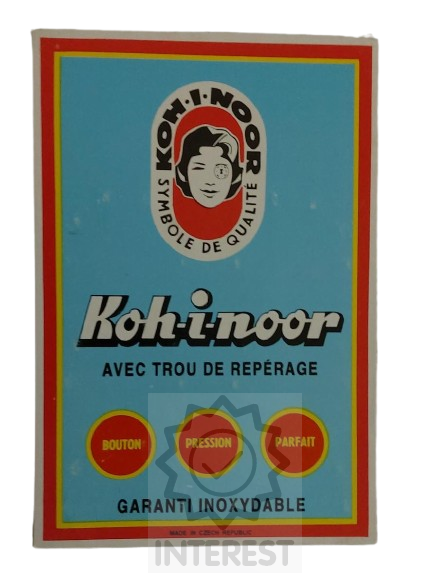 KOH·I·NOOR
SYMBOLE DE QUALITÉ
Koh-i-noor
AVEC TROU DE REPÉRAGE
BOUTON
PRESSION
PARFAIT
GARANTI INOXYDABLE
MADE IN CZECH REPUBLIC
INTEREST